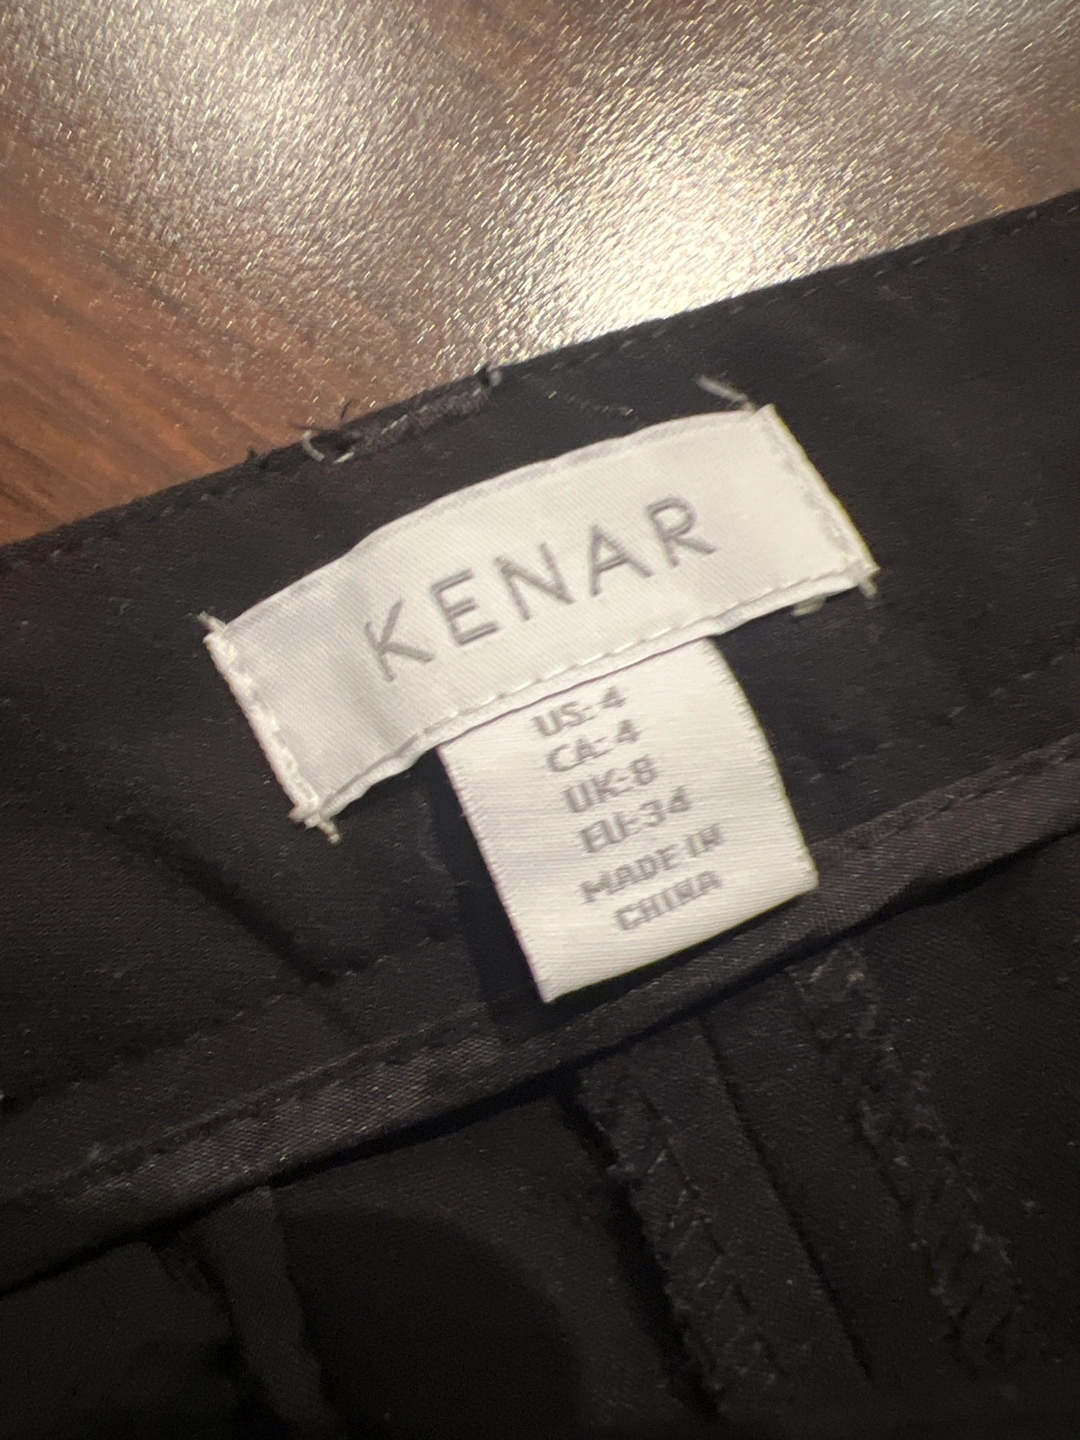 KENAR
US: 4
CA: 4
UK: 8
EU: 34
MADE IN
CHINA